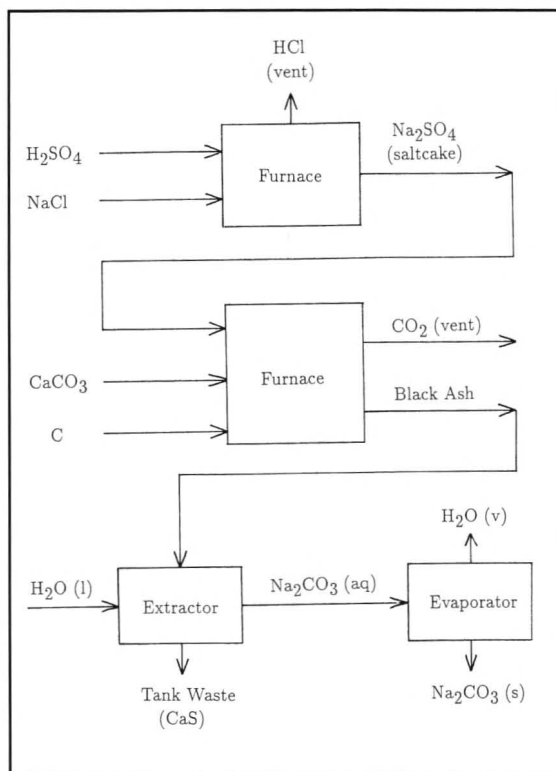 HCl
(vent)
H₂SO₄
Na₂SO₄
(saltcake)
Furnace
NaCl
CO₂ (vent)
CaCO₃
Furnace
Black Ash
C
H₂O (v)
H₂O (l)
Na₂CO₃ (aq)
Extractor
Evaporator
Tank Waste
(CaS)
Na₂CO₃ (s)